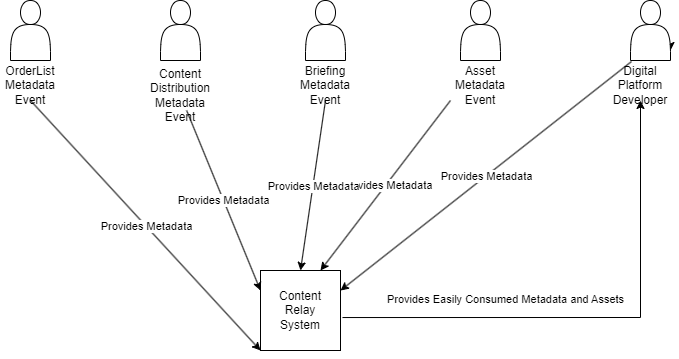 OrderList
Metadata
Event
Content
Distribution
Metadata
Event
Briefing
Metadata
Event
Asset
Metadata
Event
Digital
Platform
Developer
Provides Metadata
Provides Metadata
Provides Metadata
vides Metadata
Provides Metadata
Content
Relay
System
Provides Easily Consumed Metadata and Assets